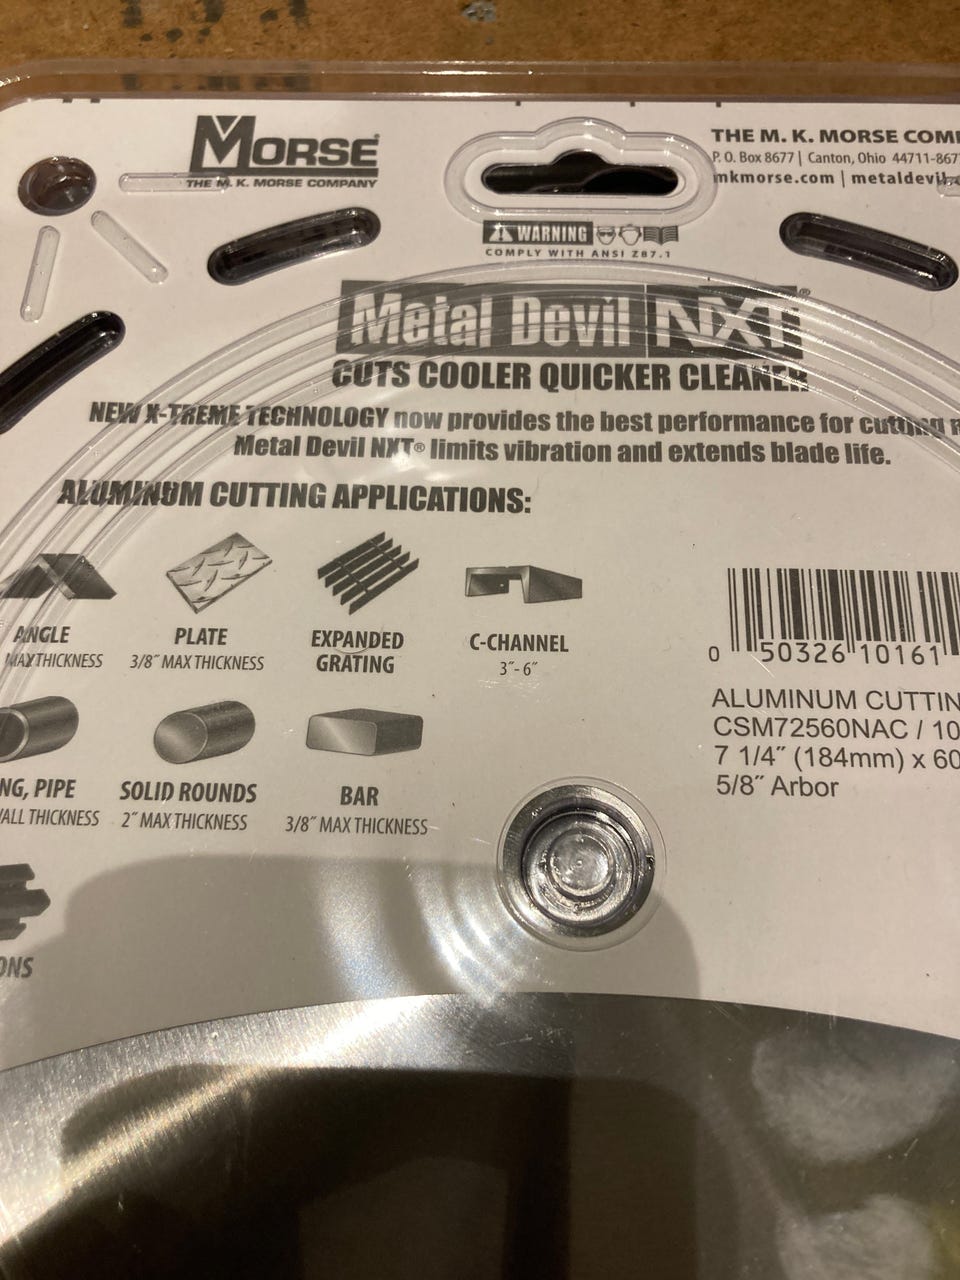 MORSE®
THE M. K. MORSE COMPANY
THE M. K. MORSE
P. O. Box 8677 | Canton, Ohio 44711-867
mkmorse.com | metaldevil.
WARNING
COMPLY WITH ANSI Z87.1
Metal Devil NXT®
CUTS COOLER QUICKER CLEANER
NEW X-TREME TECHNOLOGY now provides the best performance for cutting
Metal Devil NXT® limits vibration and extends blade life.
ALUMINUM CUTTING APPLICATIONS:
ANGLE
MAX THICKNESS
PLATE
3/8″ MAX THICKNESS
EXPANDED
GRATING
C-CHANNEL
3″- 6″
NG, PIPE
WALL THICKNESS
SOLID ROUNDS
2″ MAX THICKNESS
BAR
3/8″ MAX THICKNESS
ONS
0 50326 10161
ALUMINUM CUTTIN
CSM72560NAC / 10
7 1/4″ (184mm) x 60
5/8″ Arbor